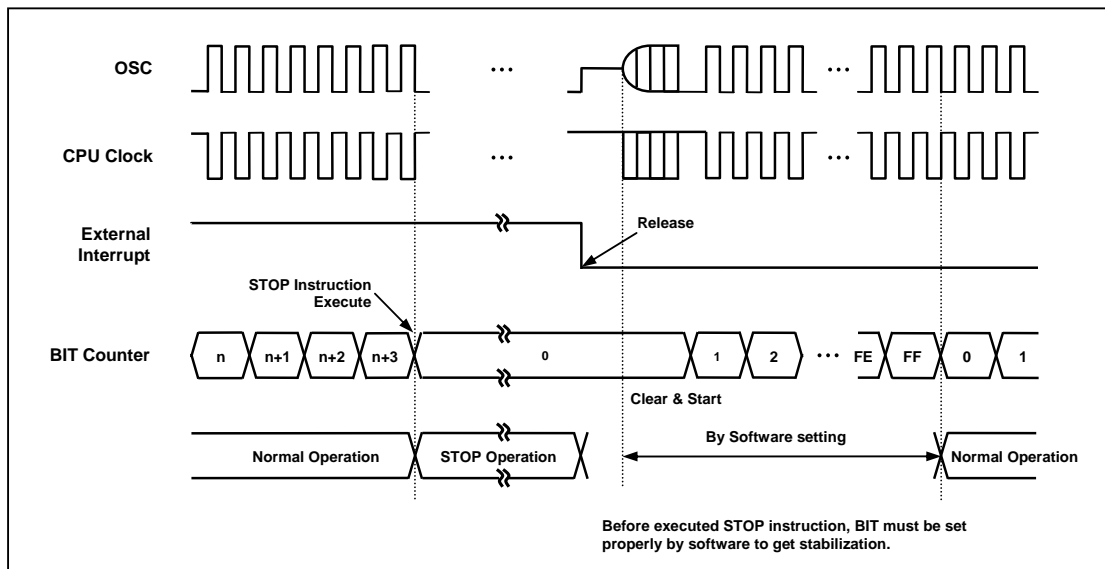 OSC
...
CPU Clock
...
External
Interrupt
Release
STOP Instruction
Execute
BIT Counter
n
n+1
n+2
n+3
0
1
2
...
FE
FF
0
1
Clear & Start
By Software setting
Normal Operation
STOP Operation
Normal Operation
Before executed STOP instruction, BIT must be set
properly by software to get stabilization.